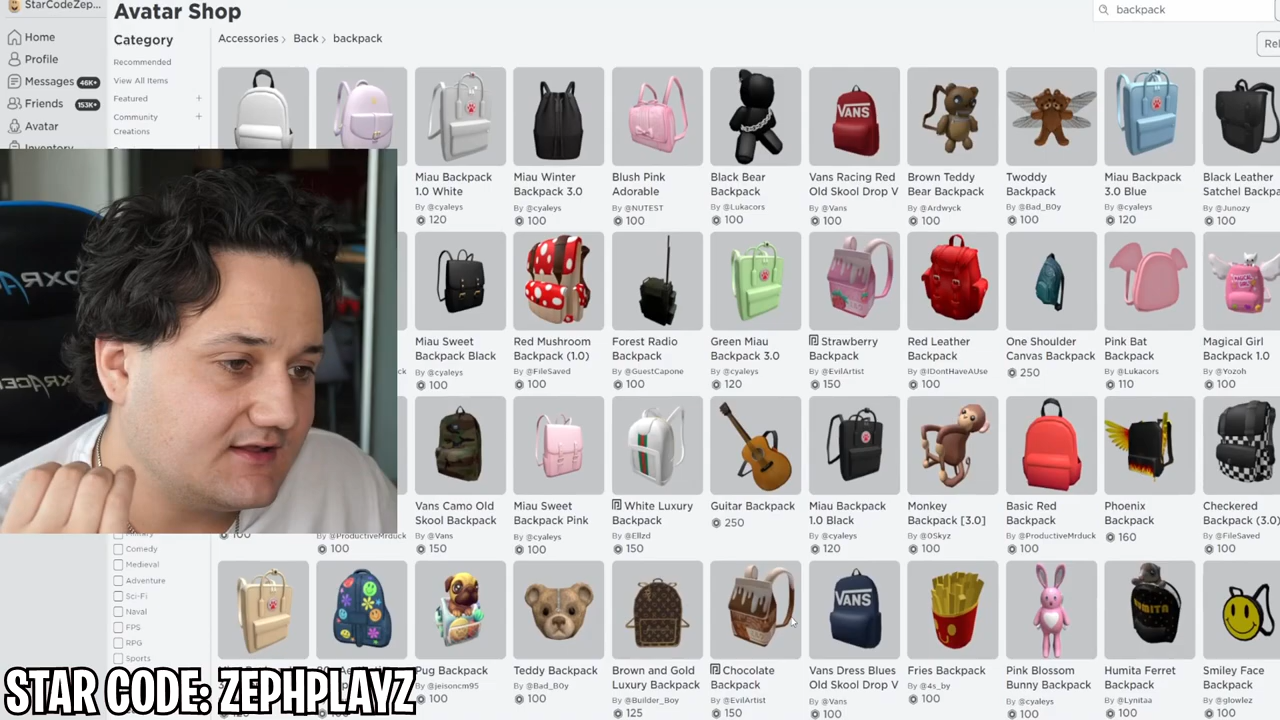 StarCodeZep...
Avatar Shop
backpack
Home
Profile
Messages 46K+
Friends 153K+
Avatar
Inventory
Category
Recommended
View All Items
Featured +
Community +
Creations
Accessories > Back > backpack
Rel
Miau Backpack
1.0 White
By @cyaleys
120
Miau Winter
Backpack 3.0
By @cyaleys
100
Blush Pink
Adorable
By @NUTEST
100
Black Bear
Backpack
By @Lukacors
100
VANS
Vans Racing Red
Old Skool Drop V
By @Vans
100
Brown Teddy
Bear Backpack
By @Ardwyck
100
Twoddy
Backpack
By @Bad_B0y
100
Miau Backpack
3.0 Blue
By @cyaleys
120
Black Leather
Satchel Backpa
By @Junozy
100
Miau Sweet
Backpack Black
By @cyaleys
100
Red Mushroom
Backpack (1.0)
By @FileSaved
100
Forest Radio
Backpack
By @GuestCapone
100
Green Miau
Backpack 3.0
By @cyaleys
120
Strawberry
Backpack
By @EvilArtist
150
Red Leather
Backpack
By @IDontHaveAUse
100
One Shoulder
Canvas Backpack
250
Pink Bat
Backpack
By @Lukacors
110
Magical Girl
Backpack 1.0
By @Yozoh
100
100
By @ProductiveMrduck
100
Vans Camo Old
Skool Backpack
By @Vans
150
Miau Sweet
Backpack Pink
By @cyaleys
100
White Luxury
Backpack
By @Ellzd
150
Guitar Backpack
250
Miau Backpack
1.0 Black
By @cyaleys
120
Monkey
Backpack [3.0]
By @0Skyz
100
Basic Red
Backpack
By @ProductiveMrduck
100
Phoenix
Backpack
160
Checkered
Backpack (3.0)
By @FileSaved
100
Comedy
Medieval
Adventure
Sci-Fi
Naval
FPS
RPG
Sports
Pug Backpack
By @jeisoncm95
100
Teddy Backpack
By @Bad_B0y
100
Brown and Gold
Luxury Backpack
By @Builder_Boy
125
Chocolate
Backpack
By @EvilArtist
150
VANS
Vans Dress Blues
Old Skool Drop V
By @Vans
100
Fries Backpack
By @4s_by
100
Pink Blossom
Bunny Backpack
By @cyaleys
100
HUMITA
Humita Ferret
Backpack
By @Lynitaa
100
Smiley Face
Backpack
By @glowlez
100
STAR CODE: ZEPHPLAYZ